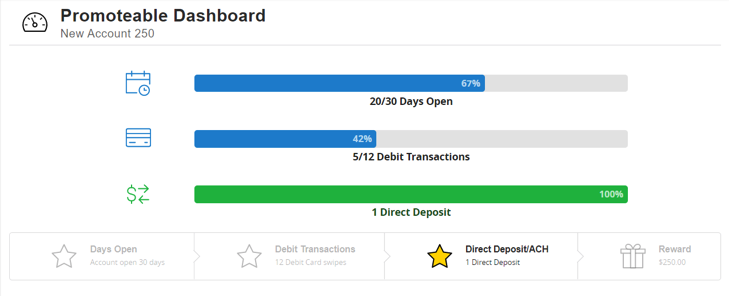 Promoteable Dashboard
New Account 250
67%
20/30 Days Open
42%
5/12 Debit Transactions
100%
1 Direct Deposit
Days Open
Account open 30 days
Debit Transactions
12 Debit Card swipes
Direct Deposit/ACH
1 Direct Deposit
Reward
$250.00